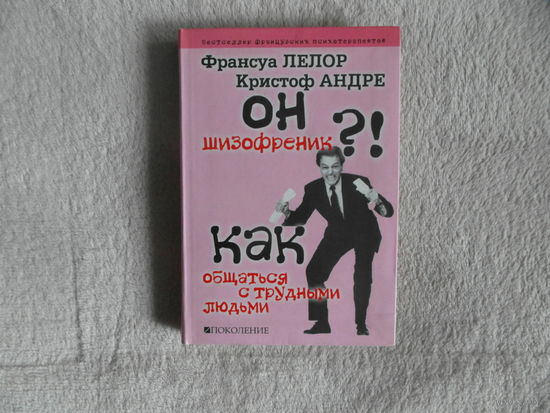 Бестселлер французских психотерапевтов
Франсуа ЛЕЛОР
Кристоф АНДРЕ
ОН
шизофреник ?!
Как
общаться
с трудными
людьми
ПОКОЛЕНИЕ